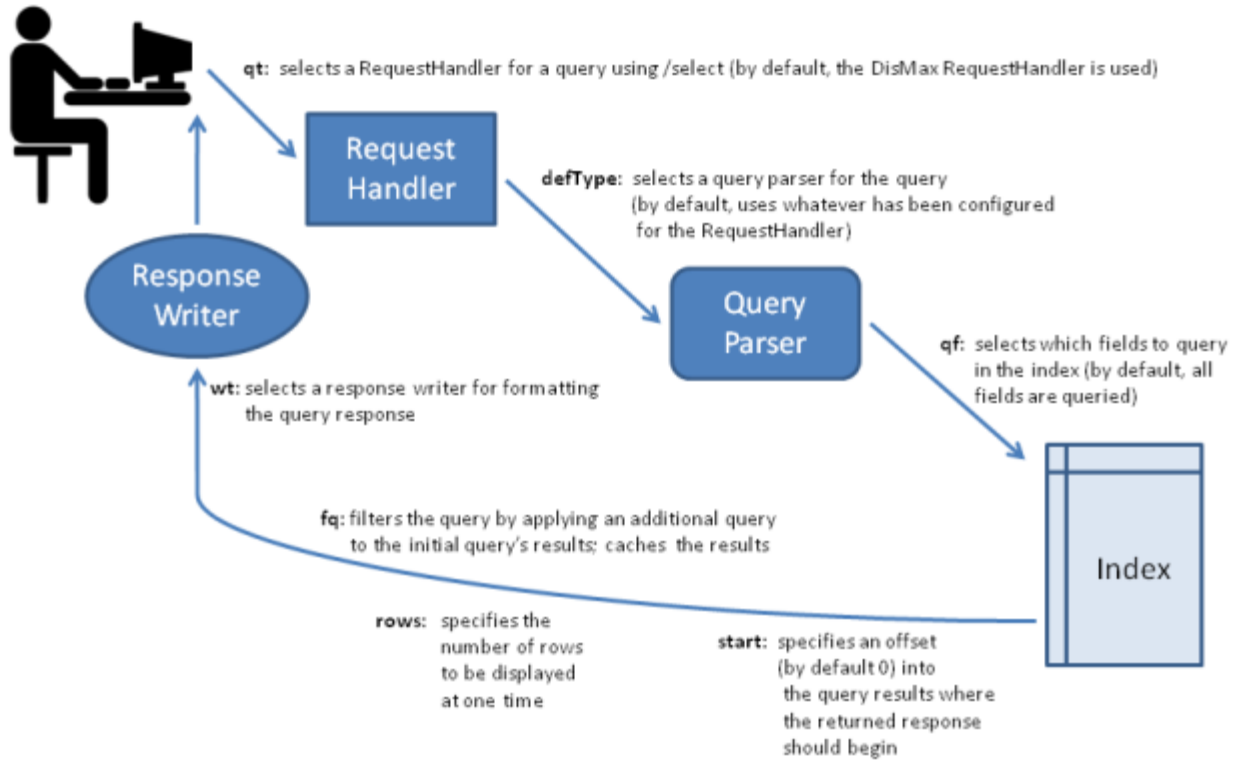 qt: selects a RequestHandler for a query using /select (by default, the DisMax RequestHandler is used)
Request
Handler
defType: selects a query parser for the query
(by default, uses whatever has been configured
for the RequestHandler)
Response
Writer
Query
Parser
qf: selects which fields to query
in the index (by default, all
fields are queried)
wt: selects a response writer for formatting
the query response
fq: filters the query by applying an additional query
to the initial query's results; caches the results
Index
rows: specifies the
number of rows
to be displayed
at one time
start: specifies an offset
(by default 0) into
the query results where
the returned response
should begin